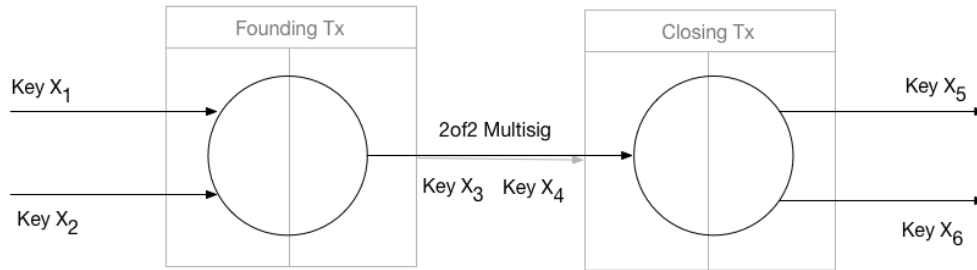 Founding Tx
Closing Tx
Key X1
Key X5
2of2 Multisig
Key X3 Key X4
Key X2
Key X6